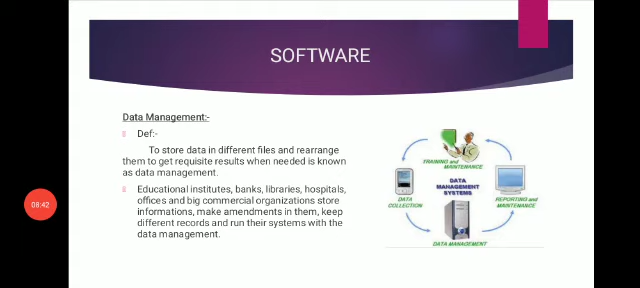 SOFTWARE
Data Management:-
Def:-
To store data in different files and rearrange
them to get requisite results when needed is known
as data management.
Educational institutes, banks, libraries, hospitals,
offices and big commercial organizations store
informations, make amendments in them, keep
different records and run their systems with the
data management.
TRAINING and
MAINTENANCE
DATA
MANAGEMENT
SYSTEMS
DATA
COLLECTION
REPORTING and
MAINTENANCE
DATA MANAGEMENT
08:42